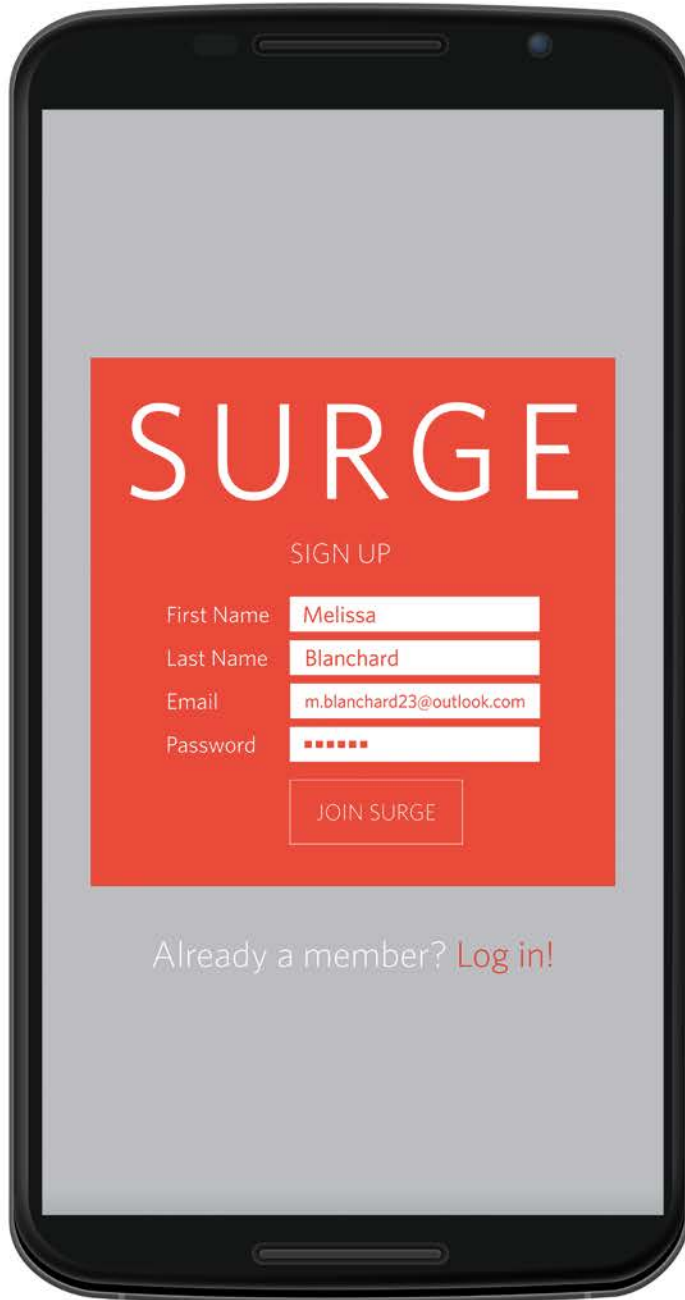 SURGE
SIGN UP
First Name Melissa
Last Name Blanchard
Email m.blanchard23@outlook.com
Password ▪▪▪▪▪▪
JOIN SURGE
Already a member? Log in!